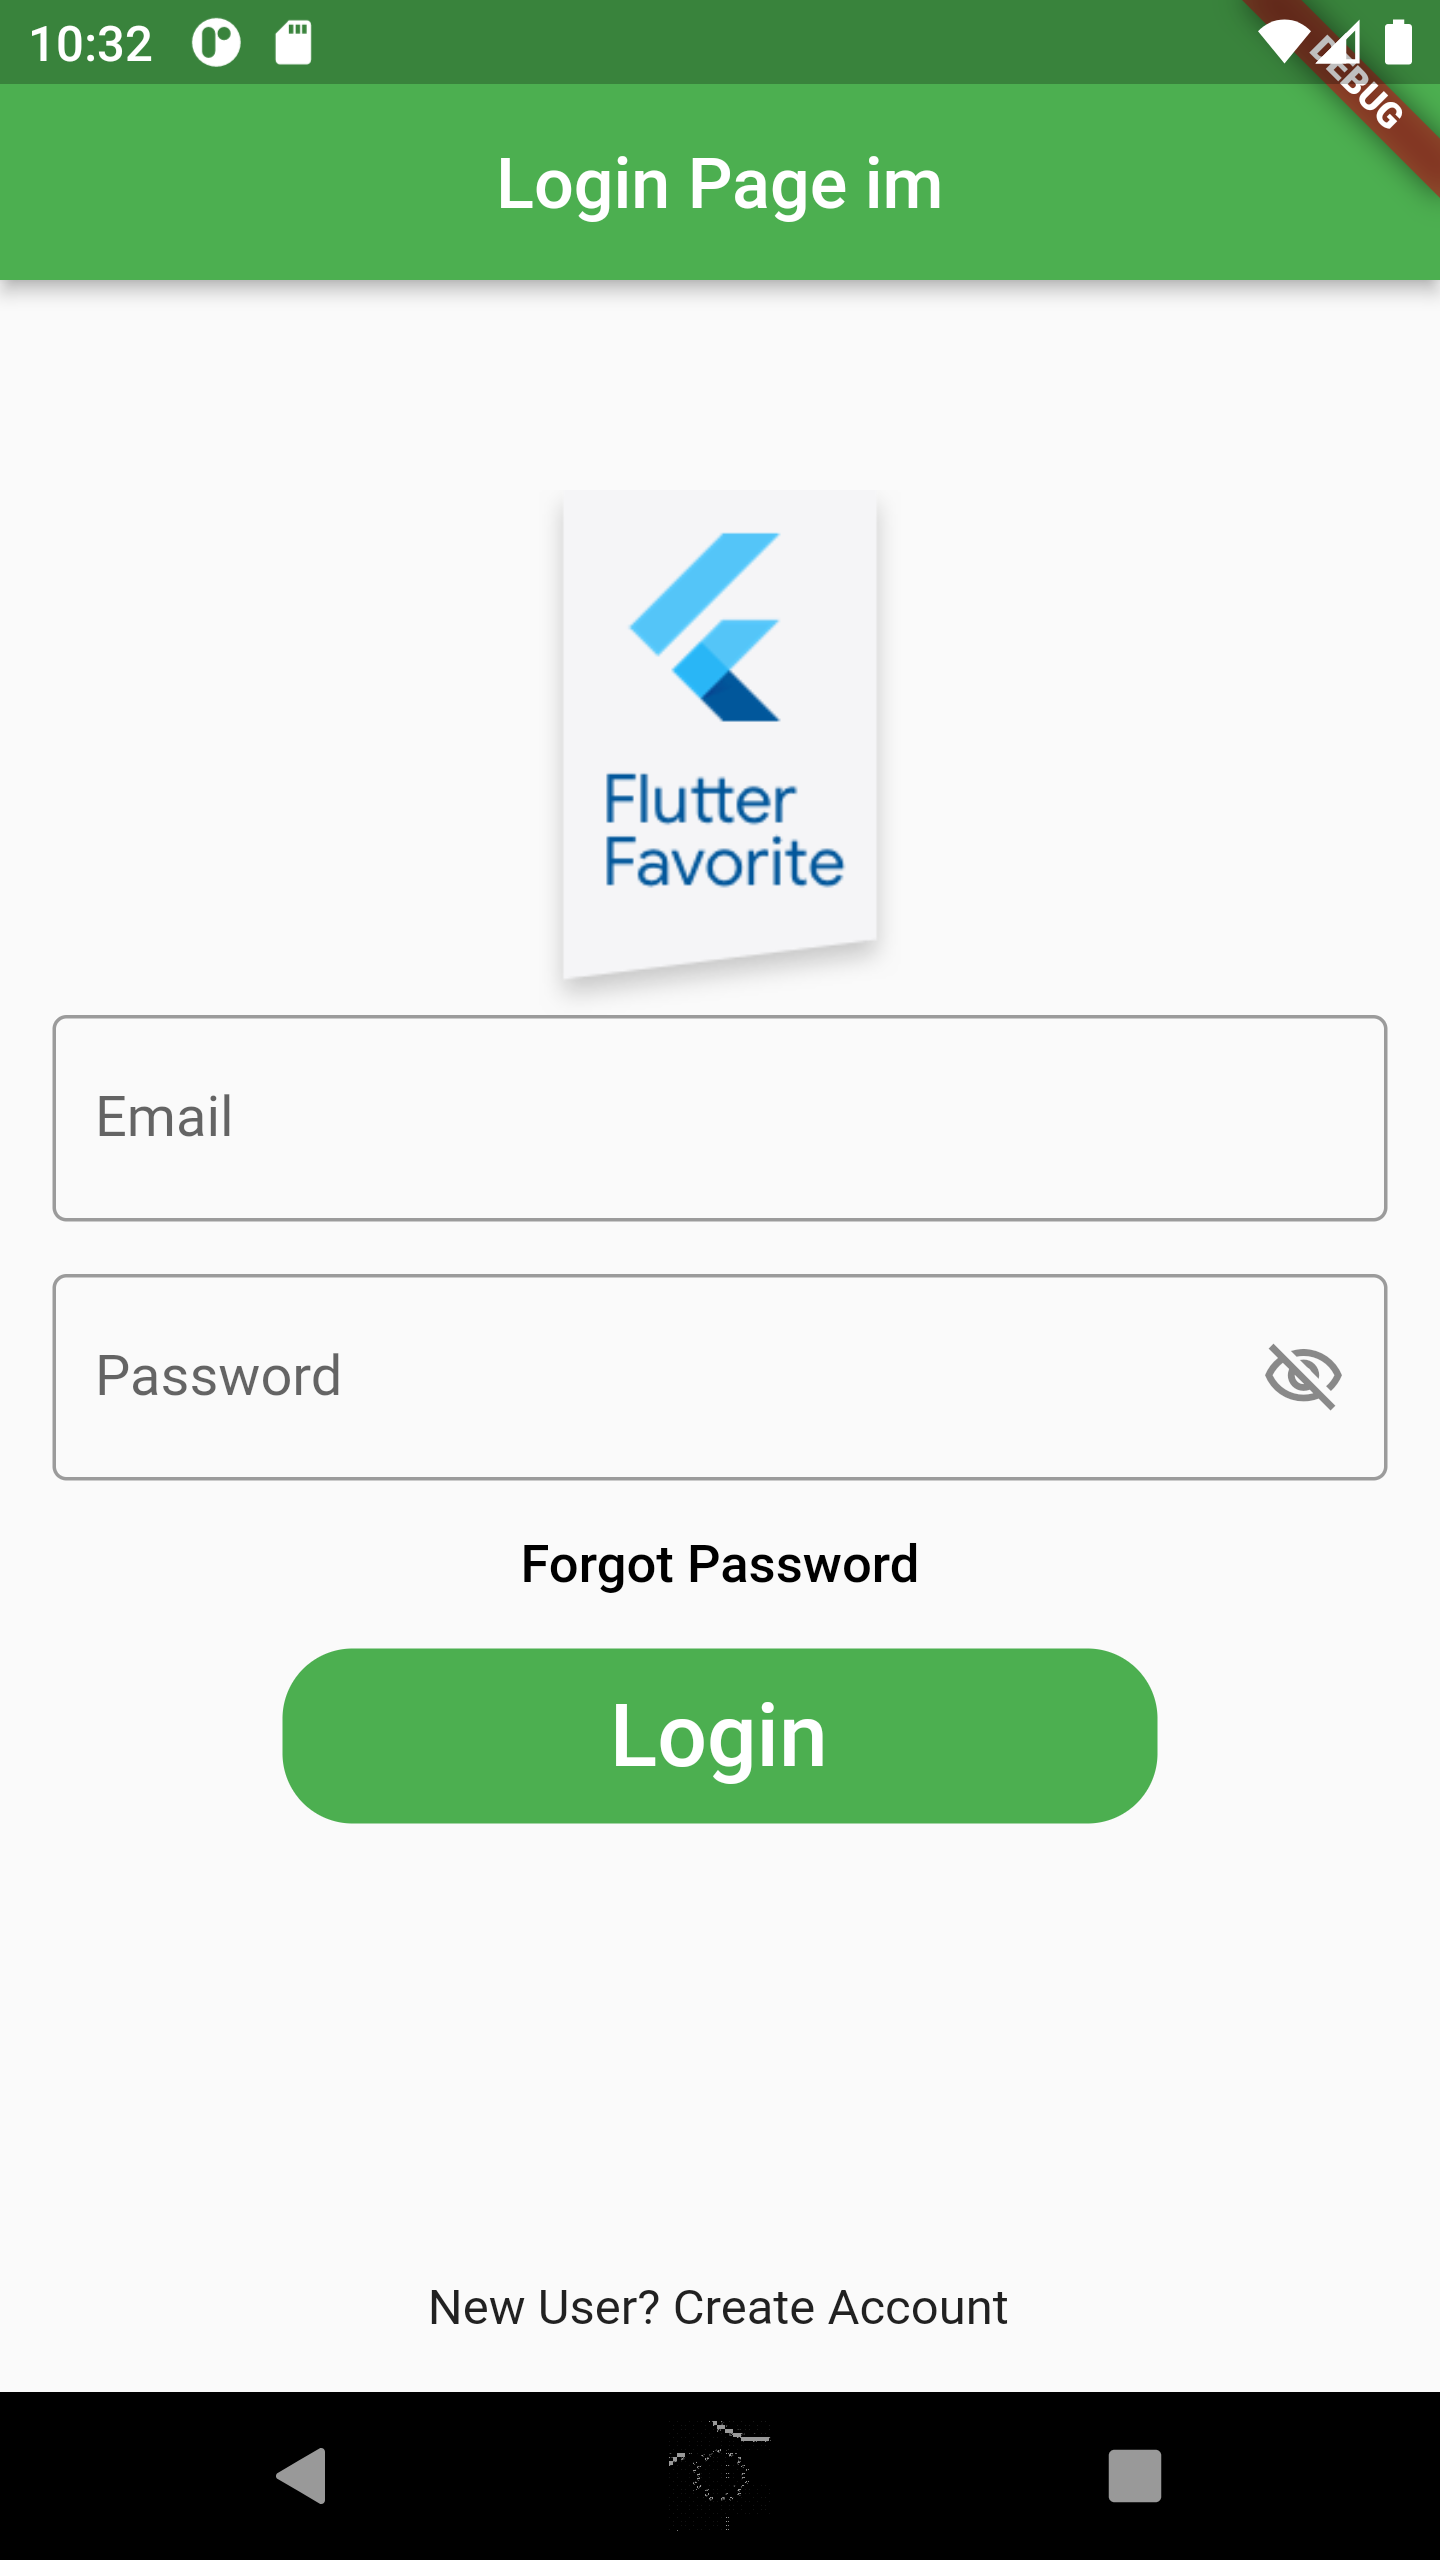 10:32
DEBUG
Login Page im
Flutter
Favorite
Email
Password
Forgot Password
Login
New User? Create Account